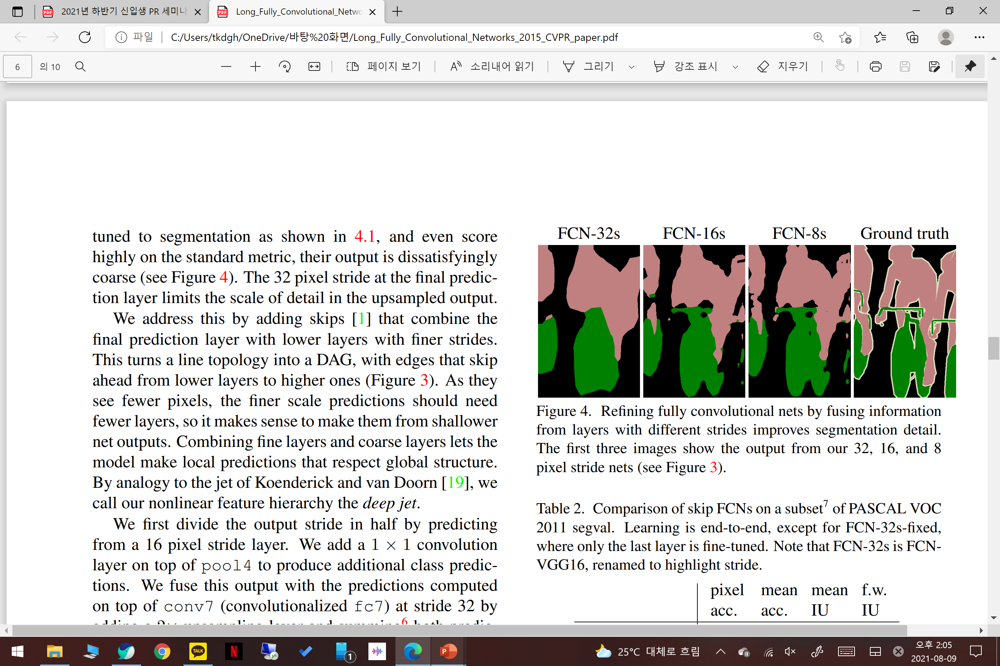 2021년 하반기 신입생 PR 세미나
Long_Fully_Convolutional_Netwo
파일
C:/Users/tkdgh/OneDrive/바탕%20화면/Long_Fully_Convolutional_Networks_2015_CVPR_paper.pdf
6 의 10 페이지 보기 소리내어 읽기 그리기 강조 표시 지우기
tuned to segmentation as shown in 4.1, and even score
highly on the standard metric, their output is dissatisfyingly
coarse (see Figure 4). The 32 pixel stride at the final predic-
tion layer limits the scale of detail in the upsampled output.
We address this by adding skips [1] that combine the
final prediction layer with lower layers with finer strides.
This turns a line topology into a DAG, with edges that skip
ahead from lower layers to higher ones (Figure 3). As they
see fewer pixels, the finer scale predictions should need
fewer layers, so it makes sense to make them from shallower
net outputs. Combining fine layers and coarse layers lets the
model make local predictions that respect global structure.
By analogy to the jet of Koenderick and van Doorn [19], we
call our nonlinear feature hierarchy the deep jet.
We first divide the output stride in half by predicting
from a 16 pixel stride layer. We add a 1 × 1 convolution
layer on top of pool4 to produce additional class predic-
tions. We fuse this output with the predictions computed
on top of conv7 (convolutionalized fc7) at stride 32 by
adding a 2× upsampling layer and summing6 both predic-
FCN-32s FCN-16s FCN-8s Ground truth
Figure 4. Refining fully convolutional nets by fusing information
from layers with different strides improves segmentation detail.
The first three images show the output from our 32, 16, and 8
pixel stride nets (see Figure 3).
Table 2. Comparison of skip FCNs on a subset7 of PASCAL VOC
2011 segval. Learning is end-to-end, except for FCN-32s-fixed,
where only the last layer is fine-tuned. Note that FCN-32s is FCN-
VGG16, renamed to highlight stride.
pixel mean mean f.w.
acc. acc. IU IU
TALK
N
1
P
25°C 대체로 흐림
오후 2:05
2021-08-09